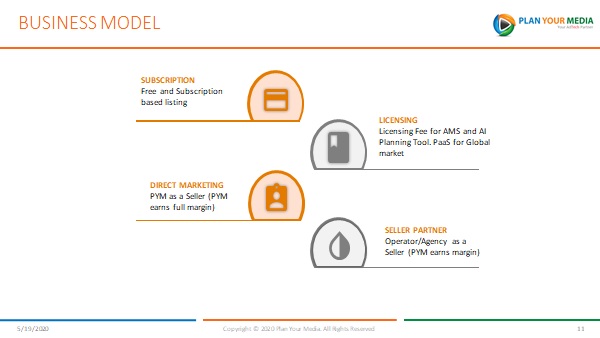 BUSINESS MODEL
PLAN YOUR MEDIA
Your AdTech Partner
SUBSCRIPTION
Free and Subscription
based listing
LICENSING
Licensing Fee for AMS and AI
Planning Tool. PaaS for Global
market
DIRECT MARKETING
PYM as a Seller (PYM
earns full margin)
SELLER PARTNER
Operator/Agency as a
Seller (PYM earns margin)
5/19/2020
Copyright © 2020 Plan Your Media. All Rights Reserved
11